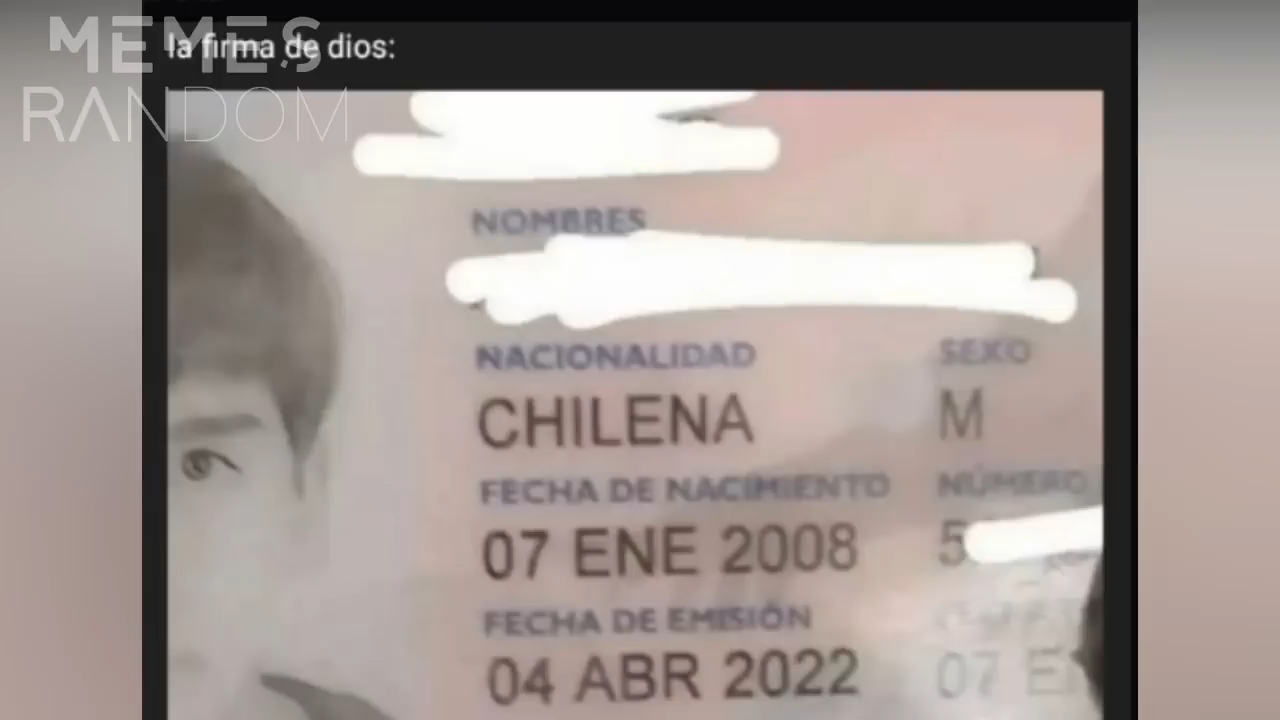 MEMES
RANDOM
la firma de dios:
NOMBRES
NACIONALIDAD
SEXO
CHILENA
M
FECHA DE NACIMIENTO
NÚMERO
07 ENE 2008
5
FECHA DE EMISIÓN
04 ABR 2022
07